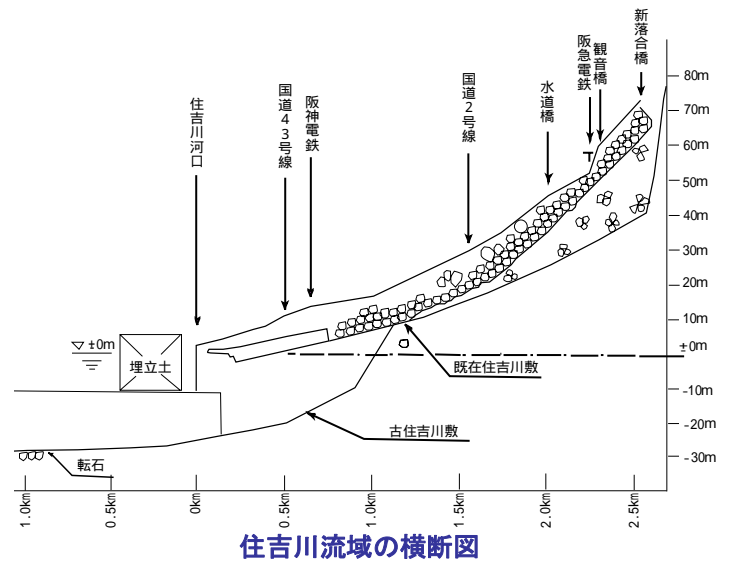 新落合橋
阪急電鉄
観音橋
水道橋
国道2号線
阪神電鉄
国道43号線
住吉川河口
80m
70m
60m
50m
40m
30m
20m
10m
±0m
-10m
-20m
-30m
±0m
埋立土
既在住吉川敷
古住吉川敷
転石
1.0km
0.5km
0km
0.5km
1.0km
1.5km
2.0km
2.5km
住吉川流域の横断図